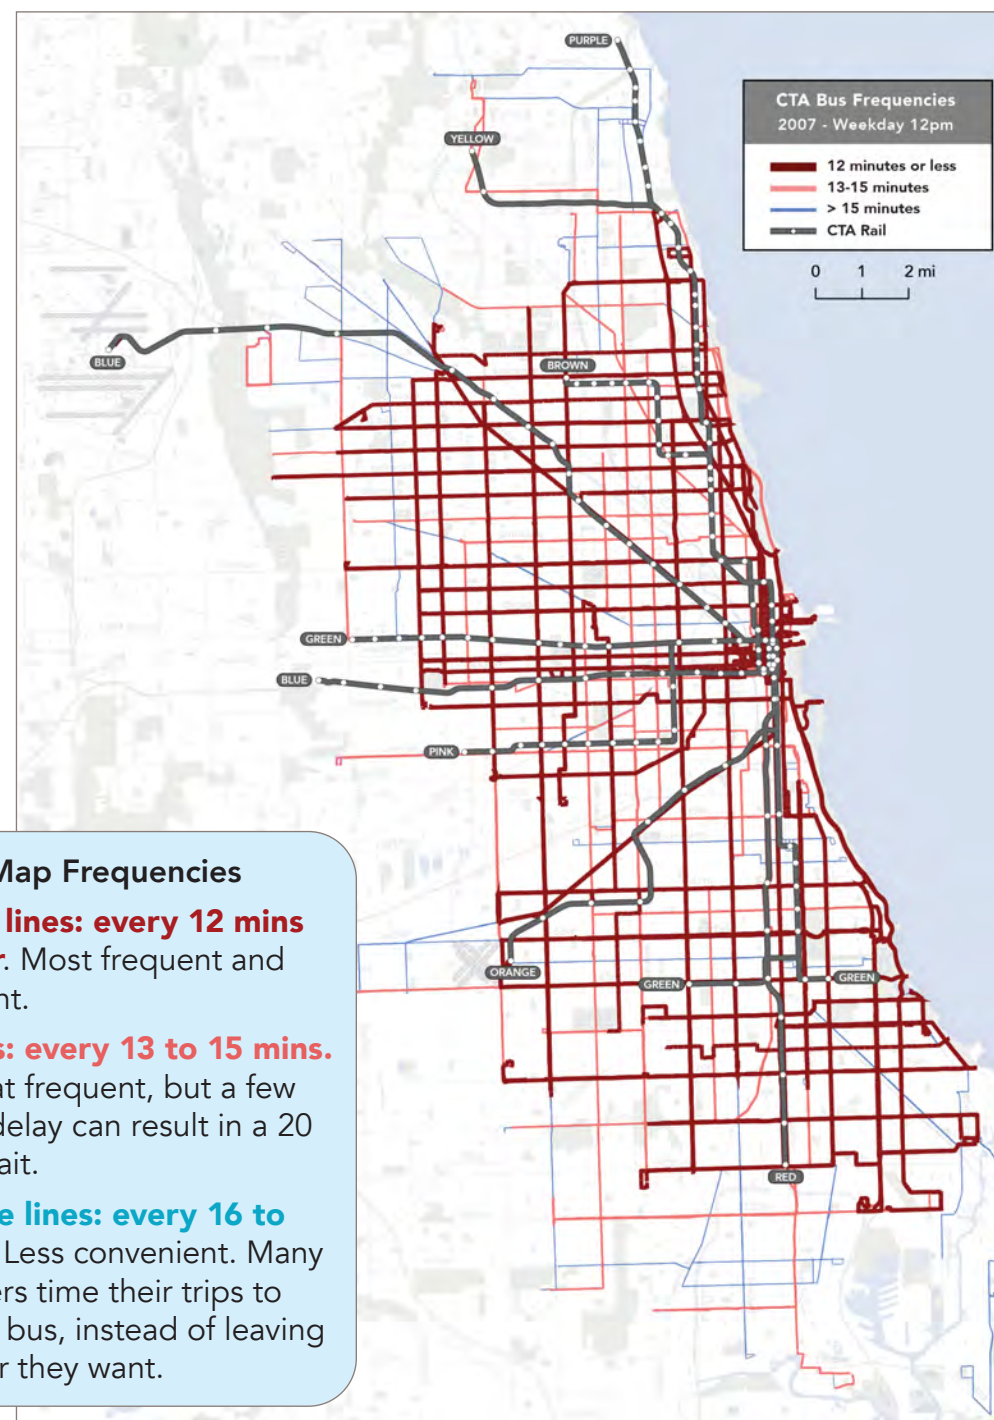 PURPLE
CTA Bus Frequencies
2007 - Weekday 12pm
12 minutes or less
13-15 minutes
> 15 minutes
CTA Rail
0 1 2 mi
YELLOW
BLUE
BROWN
GREEN
BLUE
PINK
ORANGE
GREEN
GREEN
RED
Map Frequencies
lines: every 12 mins
r. Most frequent and
nt.
s: every 13 to 15 mins.
at frequent, but a few
delay can result in a 20
ait.
e lines: every 16 to
Less convenient. Many
ers time their trips to
bus, instead of leaving
r they want.